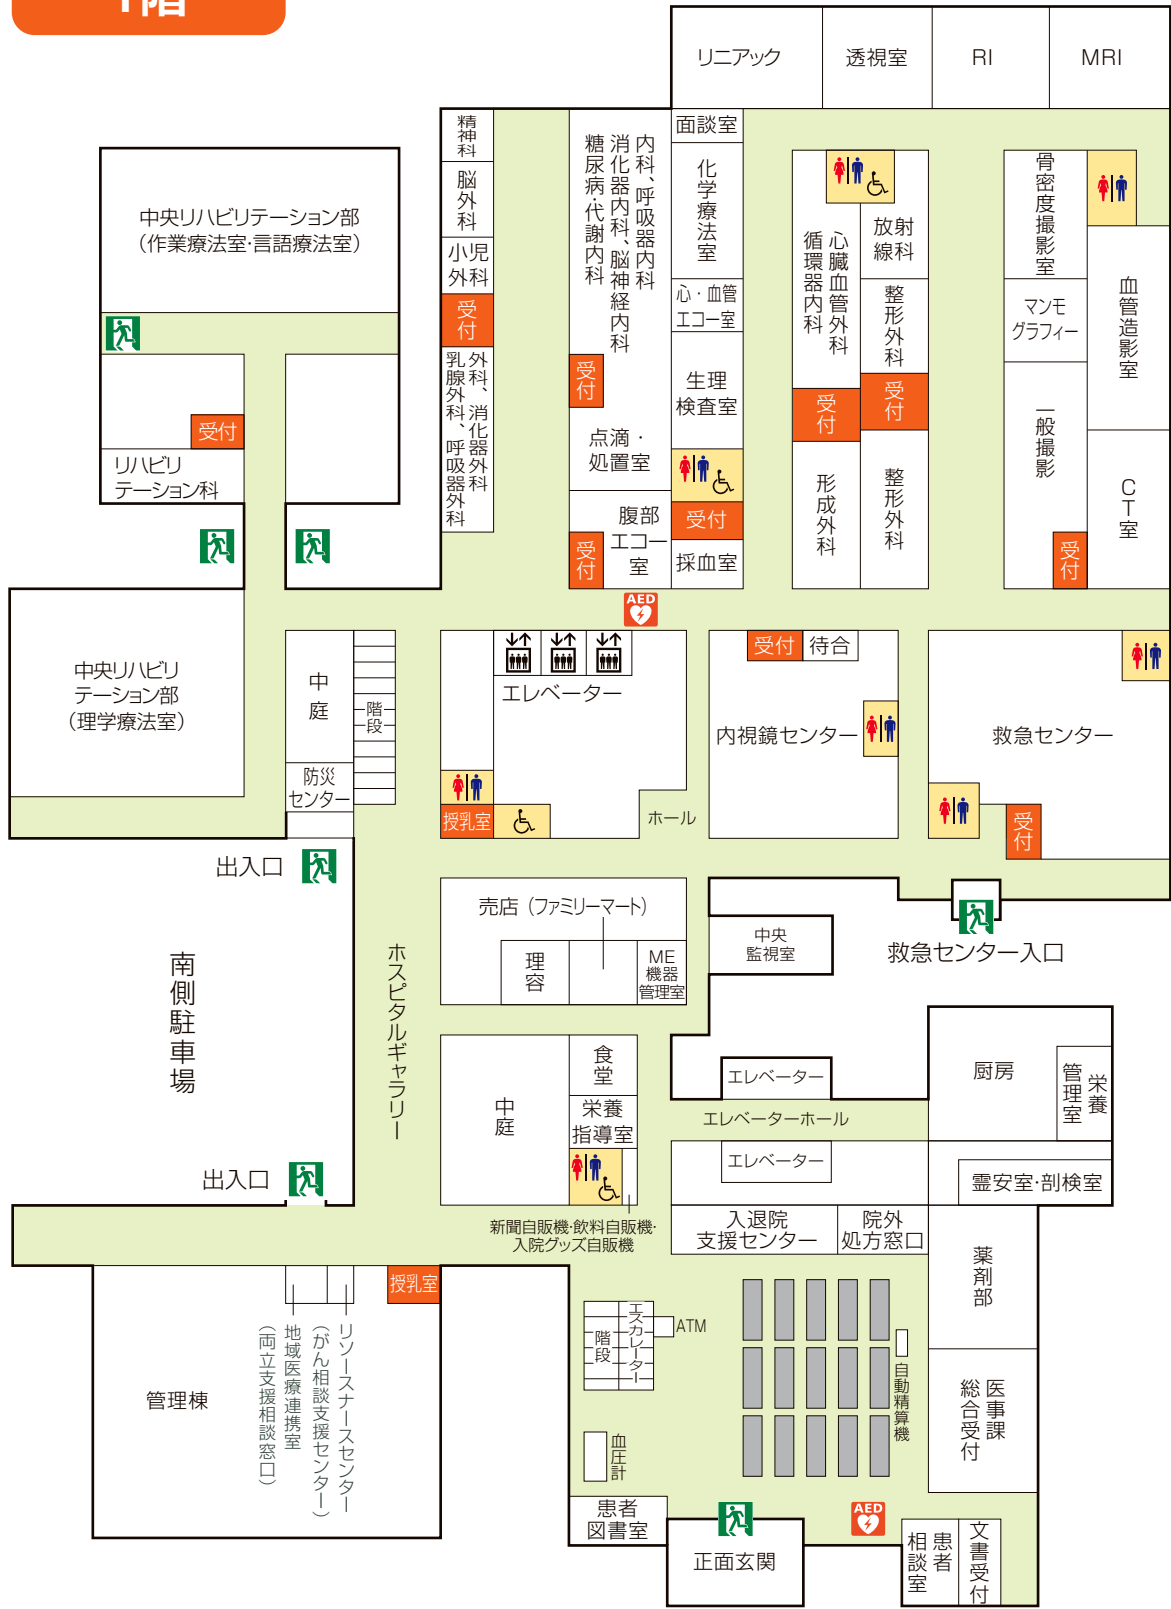 1階
リニアック
透視室
RI
MRI
精神科
脳外科
小児
外科
受付
外科、消化器外科
乳腺外科、呼吸器外科
内科、呼吸器内科
消化器内科、脳神経内科
糖尿病・代謝内科
受付
点滴・
処置室
腹部
エコー
室
受付
面談室
化学療法室
心・血管
エコー室
生理
検査室
受付
採血室
心臓血管外科
循環器内科
受付
形成外科
放射
線科
整形外科
受付
整形外科
骨密度撮影室
マンモ
グラフィー
一般撮影
受付
血管造影室
CT室
中央リハビリテーション部
（作業療法室・言語療法室）
受付
リハビリ
テーション科
中央リハビリ
テーション部
（理学療法室）
中庭
階段
防災
センター
AED
エレベーター
授乳室
ホール
受付
待合
内視鏡センター
救急センター
受付
出入口
南側駐車場
出入口
ホスピタルギャラリー
売店（ファミリーマート）
理容
ME
機器
管理室
中央
監視室
救急センター入口
中庭
食堂
栄養
指導室
新聞自販機・飲料自販機・
入院グッズ自販機
エレベーター
エレベーターホール
エレベーター
厨房
栄養
管理室
霊安室・剖検室
入退院
支援センター
院外
処方窓口
薬剤部
授乳室
リソースナースセンター
（がん相談支援センター）
地域医療連携室
（両立支援相談窓口）
管理棟
階段
エスカレーター
ATM
自動精算機
血圧計
医事課
総合受付
患者
図書室
正面玄関
AED
患者
相談室
文書受付